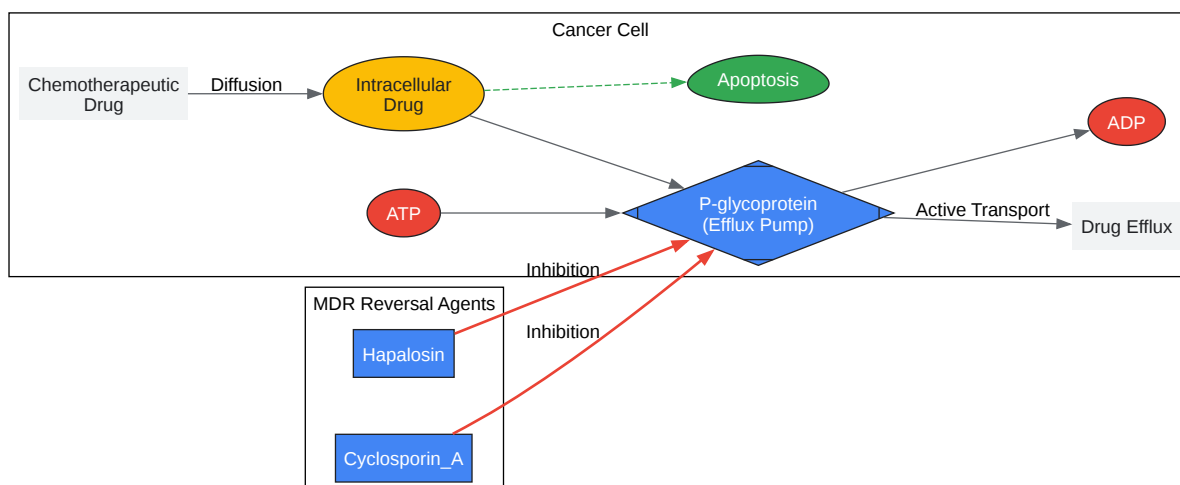 Cancer Cell
Chemotherapeutic
Drug
Diffusion
Intracellular
Drug
Apoptosis
ADP
ATP
P-glycoprotein
(Efflux Pump)
Active Transport
Drug Efflux
Inhibition
MDR Reversal Agents
Hapalosin
Inhibition
Cyclosporin_A